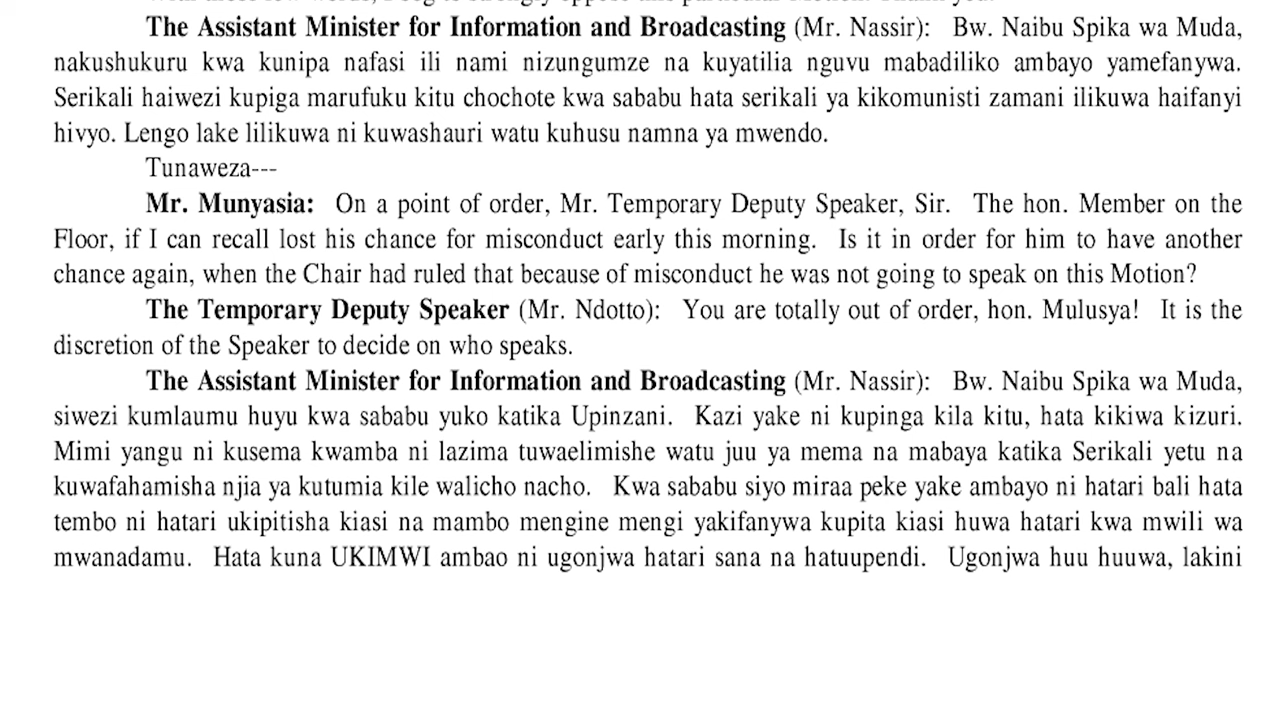 The Assistant Minister for Information and Broadcasting (Mr. Nassir): Bw. Naibu Spika wa Muda,
nakushukuru kwa kunipa nafasi ili nami nizungumze na kuyatilia nguvu mabadiliko ambayo yamefanywa.
Serikali haiwezi kupiga marufuku kitu chochote kwa sababu hata serikali ya kikomunisti zamani ilikuwa haifanyi
hivyo. Lengo lake lilikuwa ni kuwashauri watu kuhusu namna ya mwendo.
Tunaweza---
Mr. Munyasia: On a point of order, Mr. Temporary Deputy Speaker, Sir. The hon. Member on the
Floor, if I can recall lost his chance for misconduct early this morning. Is it in order for him to have another
chance again, when the Chair had ruled that because of misconduct he was not going to speak on this Motion?
The Temporary Deputy Speaker (Mr. Ndotto): You are totally out of order, hon. Mulusya! It is the
discretion of the Speaker to decide on who speaks.
The Assistant Minister for Information and Broadcasting (Mr. Nassir): Bw. Naibu Spika wa Muda,
siwezi kumlaumu huyu kwa sababu yuko katika Upinzani. Kazi yake ni kupinga kila kitu, hata kikiwa kizuri.
Mimi yangu ni kusema kwamba ni lazima tuwaelimishe watu juu ya mema na mabaya katika Serikali yetu na
kuwafahamisha njia ya kutumia kile walicho nacho. Kwa sababu siyo miraa peke yake ambayo ni hatari bali hata
tembo ni hatari ukipitisha kiasi na mambo mengine mengi yakifanywa kupita kiasi huwa hatari kwa mwili wa
mwanadamu. Hata kuna UKIMWI ambao ni ugonjwa hatari sana na hatuupendi. Ugonjwa huu huuwa, lakini